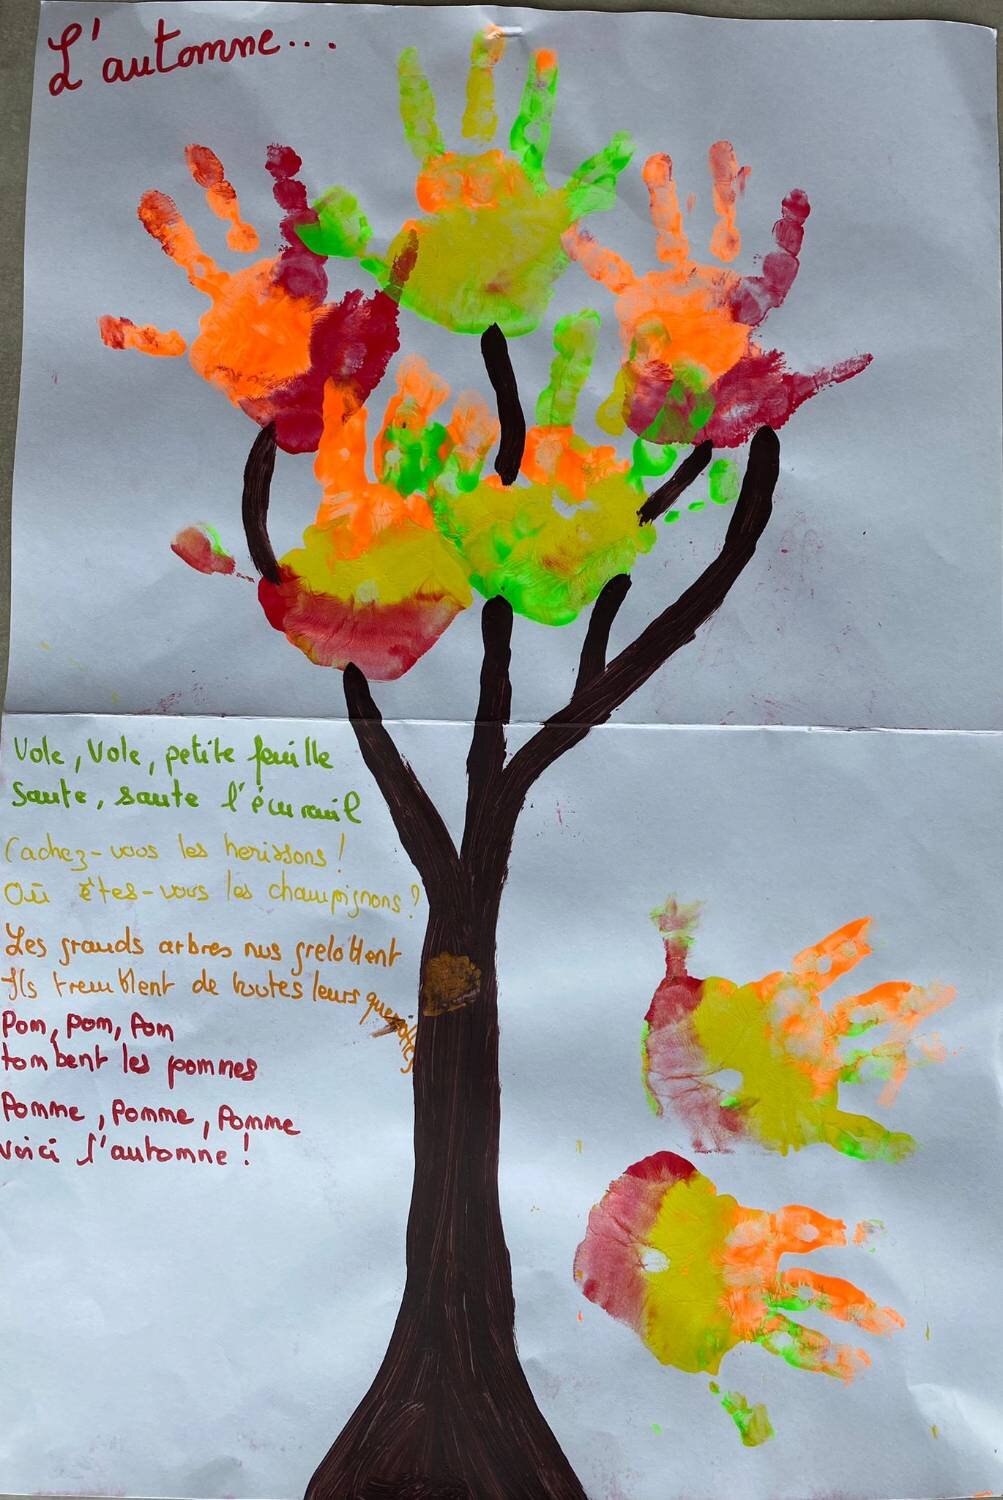 L'automne...
Vole, Vole, petite feuille
Saute, saute l'écureuil
Cachez-vous les herissons !
Où êtes-vous les champignons ?
Les grands arbres nus grelottent
Ils tremblent de toutes leurs quenottes
Pom, pom, Pom
tombent les pommes
Pomme, Pomme, Pomme
Voici l'automne !